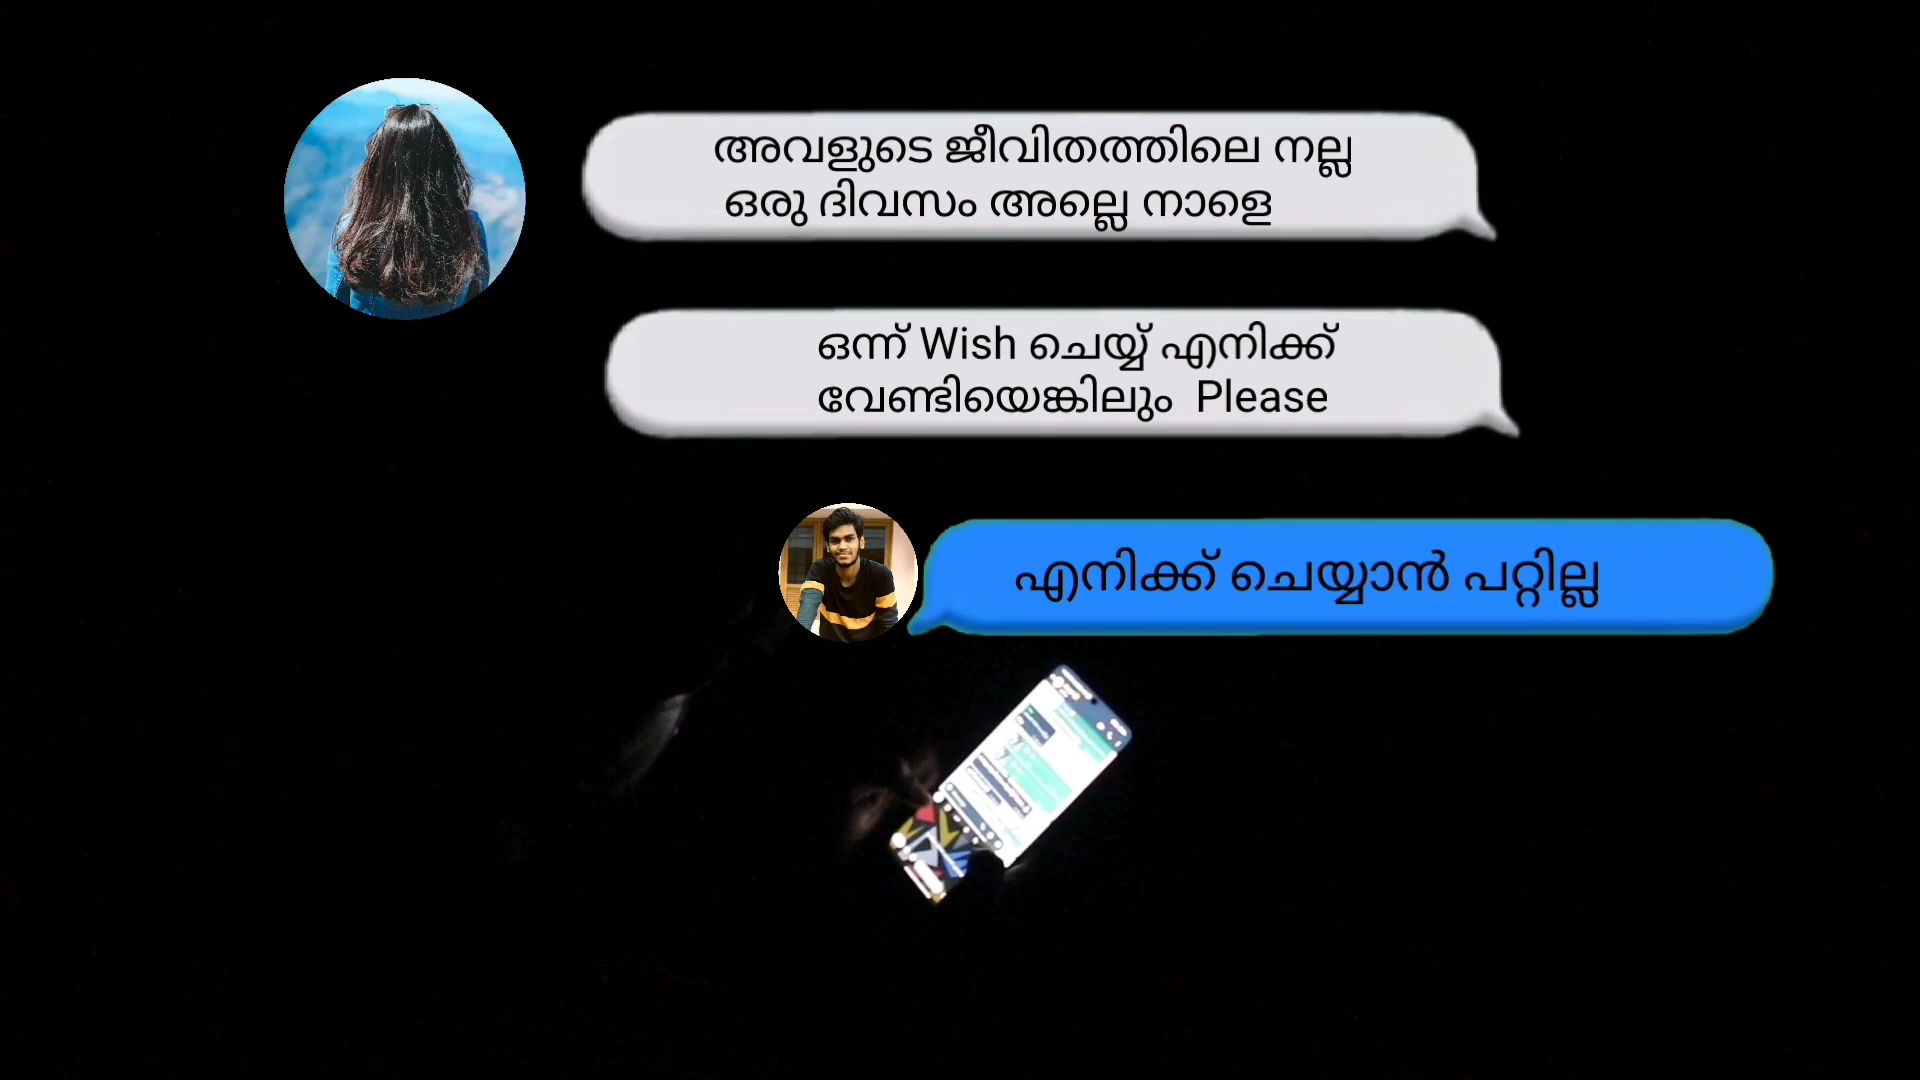 അവളുടെ ജീവിതത്തിലെ നല്ല
ഒരു ദിവസം അല്ലെ നാളെ
ഒന്ന് Wish ചെയ്യ് എനിക്ക്
വേണ്ടിയെങ്കിലും Please
എനിക്ക് ചെയ്യാൻ പറ്റില്ല